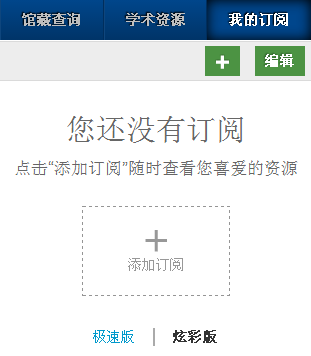 馆藏查询 学术资源 我的订阅
+ 编辑
您还没有订阅
点击“添加订阅”随时查看您喜爱的资源
+
添加订阅
极速版 | 炫彩版